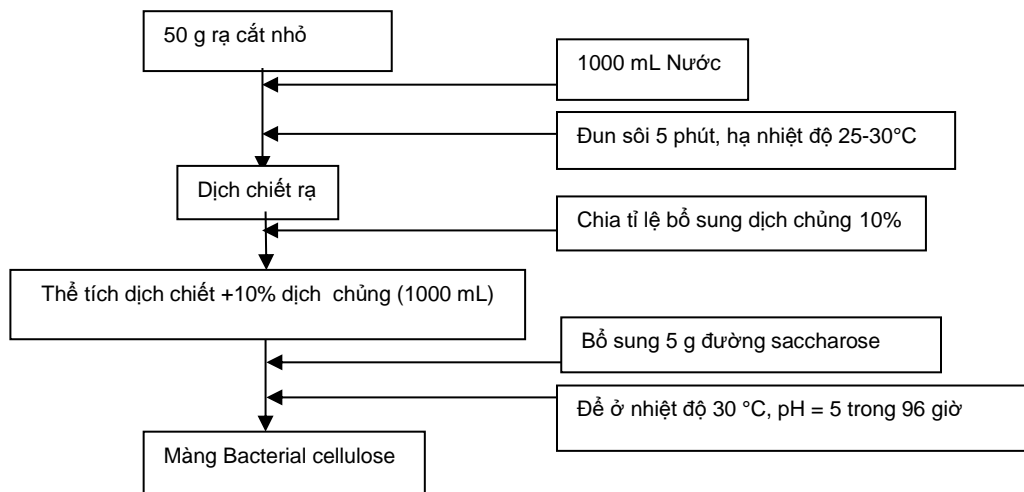 50 g rạ cắt nhỏ
1000 mL Nước
Đun sôi 5 phút, hạ nhiệt độ 25-30°C
Dịch chiết rạ
Chia tỉ lệ bổ sung dịch chủng 10%
Thể tích dịch chiết +10% dịch chủng (1000 mL)
Bổ sung 5 g đường saccharose
Để ở nhiệt độ 30 °C, pH = 5 trong 96 giờ
Màng Bacterial cellulose